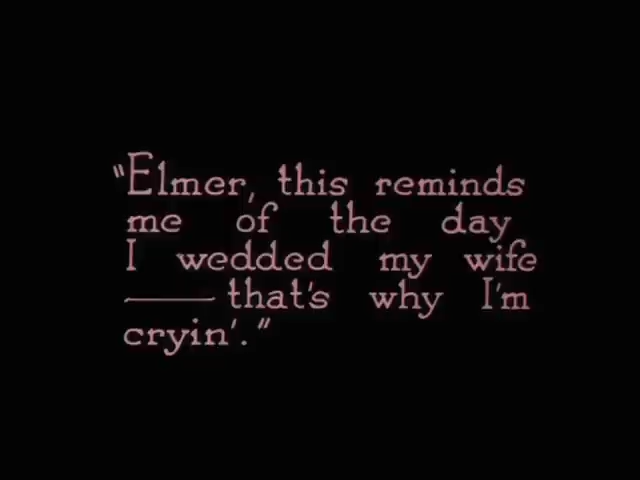 "Elmer, this reminds
me of the day
I wedded my wife
—— that's why I'm
cryin'."